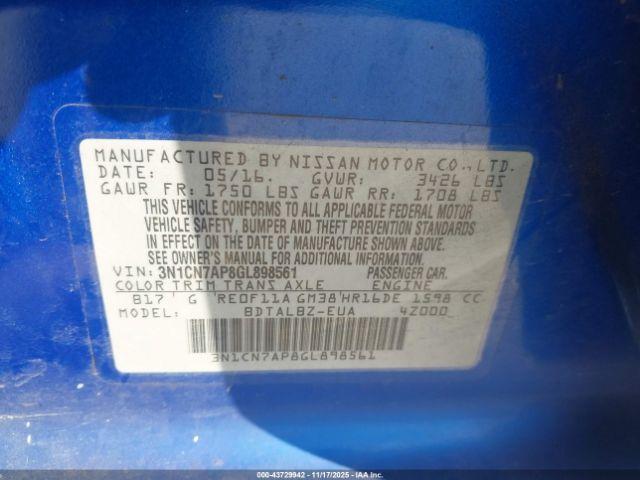 MANUFACTURED BY NISSAN MOTOR CO., LTD.
DATE: 05/16. GVWR: 3426 LBS
GAWR FR: 1750 LBS GAWR RR: 1708 LBS
THIS VEHICLE CONFORMS TO ALL APPLICABLE FEDERAL MOTOR
VEHICLE SAFETY, BUMPER AND THEFT PREVENTION STANDARDS
IN EFFECT ON THE DATE OF MANUFACTURE SHOWN ABOVE.
SEE OWNER'S MANUAL FOR ADDITIONAL INFORMATION.
VIN: 3N1CN7AP8GL898561 PASSENGER CAR.
COLOR TRIM TRANS AXLE ENGINE
B17 G RE0F11A GM38 HR16DE 1598 CC
MODEL: BDTALBZ-EUA 4Z000
3N1CN7AP8GL898561
000-43729942 - 11/17/2025 - IAAI.COM